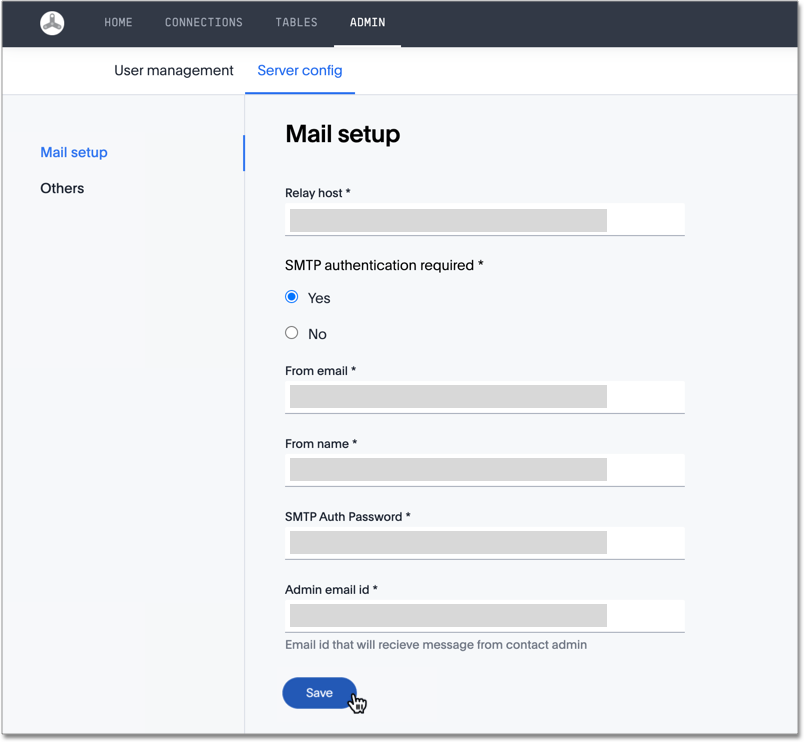 HOME CONNECTIONS TABLES ADMIN
User management Server config
Mail setup
Others
Mail setup
Relay host *
SMTP authentication required *
Yes
No
From email *
From name *
SMTP Auth Password *
Admin email id *
Email id that will recieve message from contact admin
Save